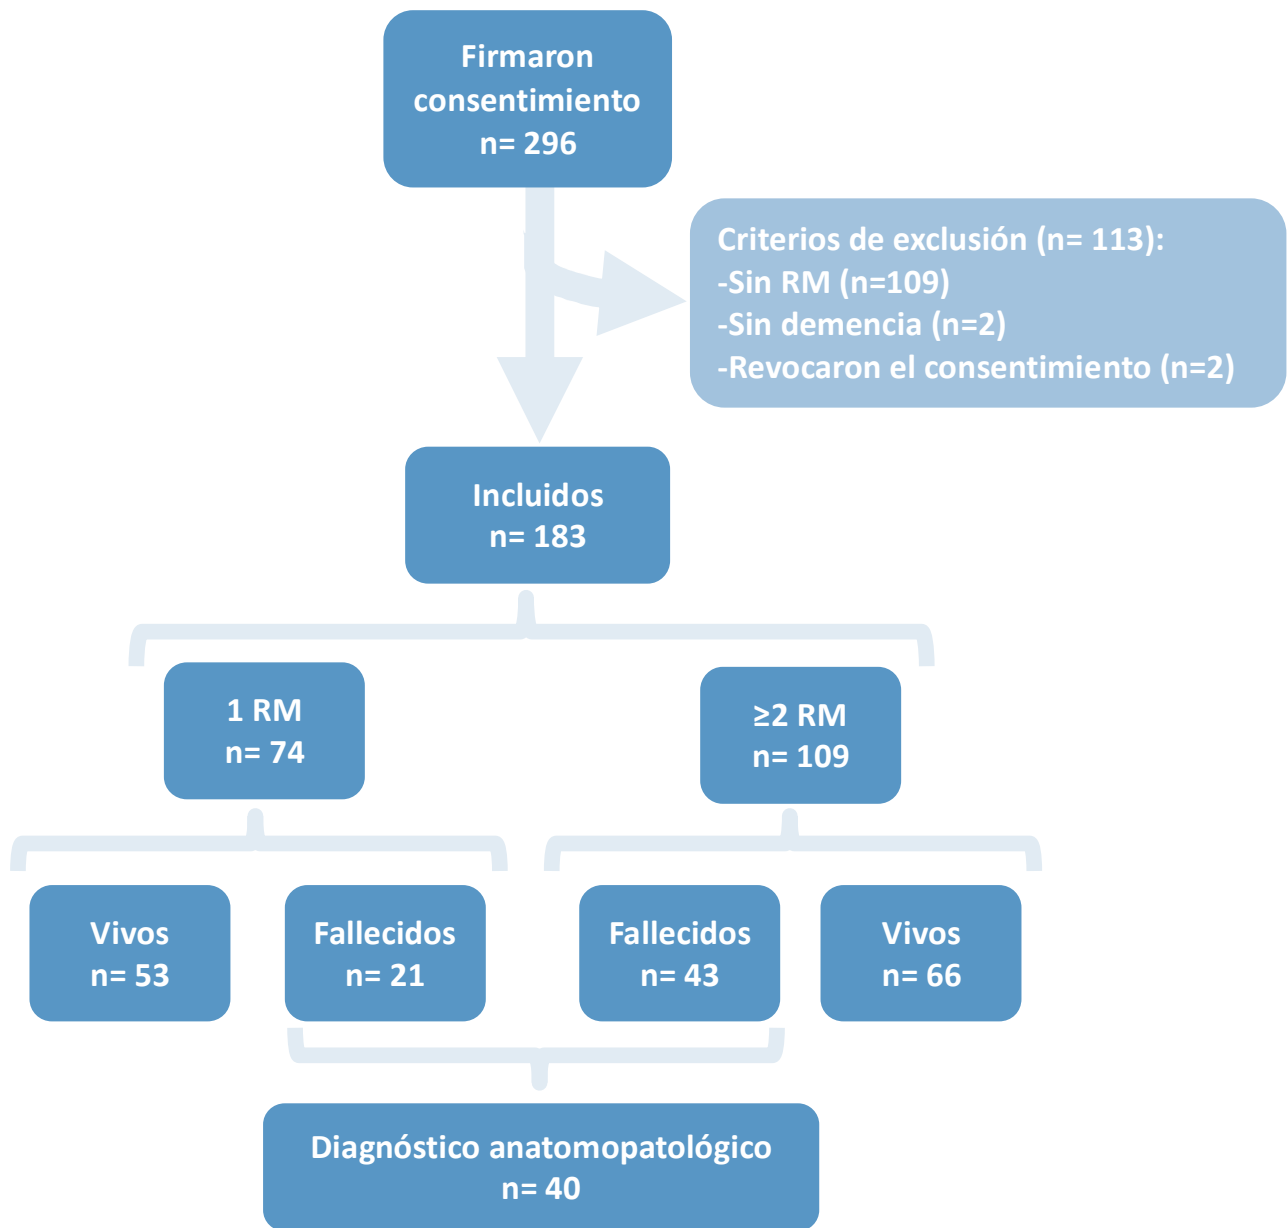 Firmaron
consentimiento
n= 296
Criterios de exclusión (n= 113):
-Sin RM (n=109)
-Sin demencia (n=2)
-Revocaron el consentimiento (n=2)
Incluidos
n= 183
1 RM
n= 74
≥2 RM
n= 109
Vivos
n= 53
Fallecidos
n= 21
Fallecidos
n= 43
Vivos
n= 66
Diagnóstico anatomopatológico
n= 40